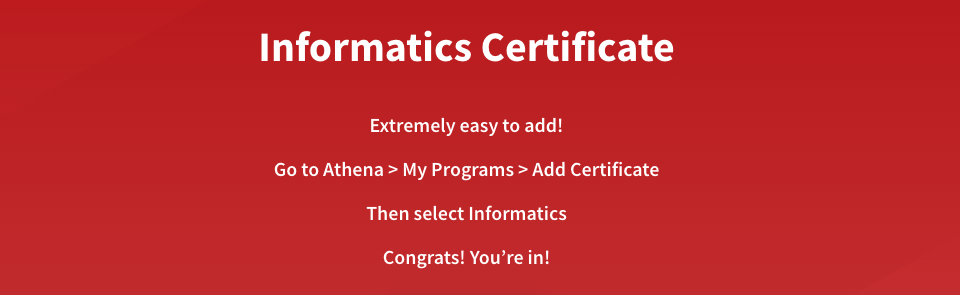 Informatics Certificate
Extremely easy to add!
Go to Athena > My Programs > Add Certificate
Then select Informatics
Congrats! You’re in!